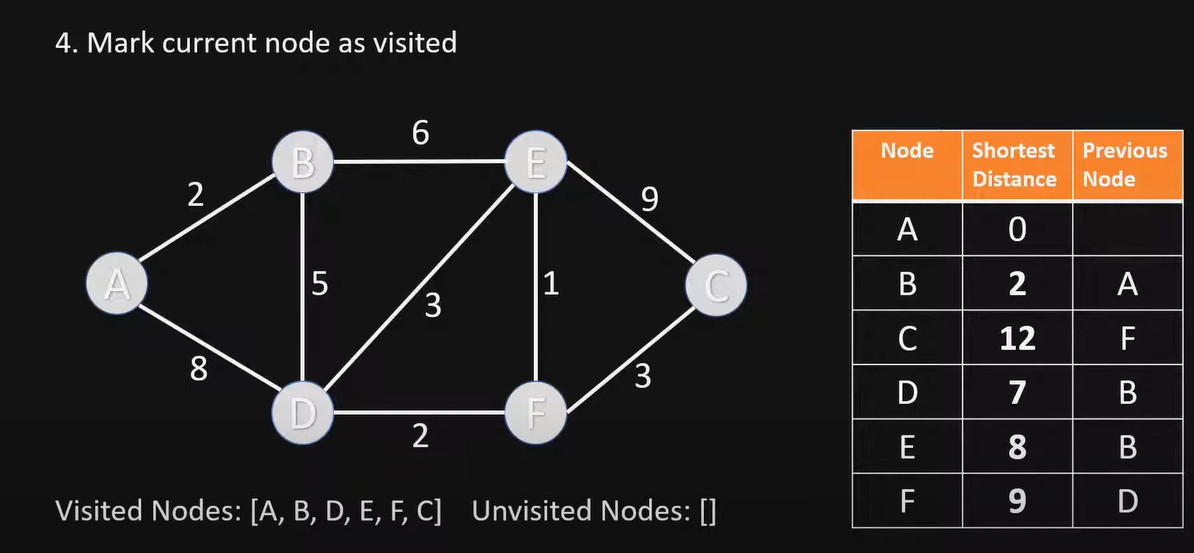 4. Mark current node as visited
6
B
E
2
9
A
5
3
1
C
8
3
D
F
2
Node Shortest Distance Previous Node
A 0
B 2 A
C 12 F
D 7 B
E 8 B
F 9 D
Visited Nodes: [A, B, D, E, F, C] Unvisited Nodes: []